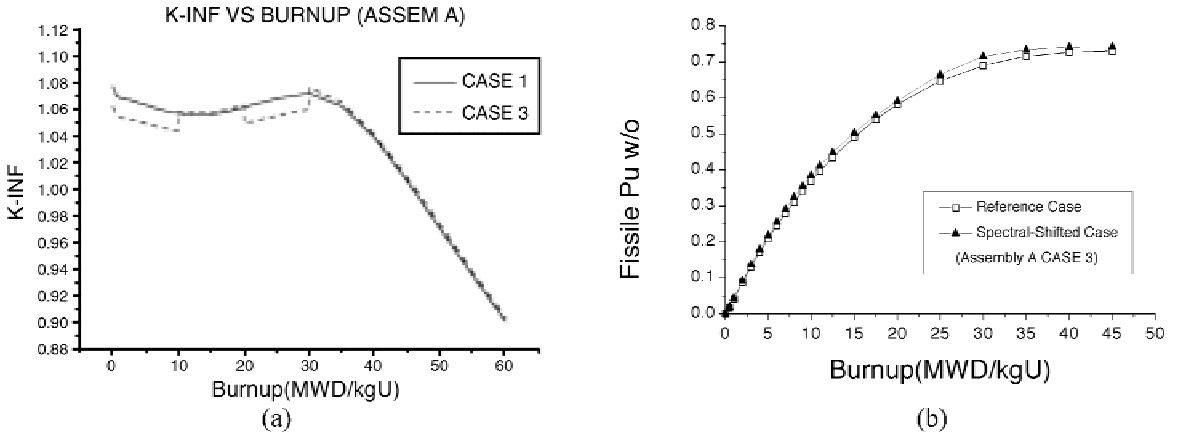 K-INF VS BURNUP (ASSEM A)
1.12
1.10
1.08
1.06
1.04
1.02
1.00
0.98
0.96
0.94
0.92
0.90
0.88
K-INF
CASE 1
CASE 3
0 10 20 30 40 50 60
Burnup(MWD/kgU)
(a)
0.8
0.7
0.6
0.5
0.4
0.3
0.2
0.1
0.0
Fissile Pu w/o
Reference Case
Spectral-Shifted Case
(Assembly A CASE 3)
0 5 10 15 20 25 30 35 40 45 50
Burnup(MWD/kgU)
(b)